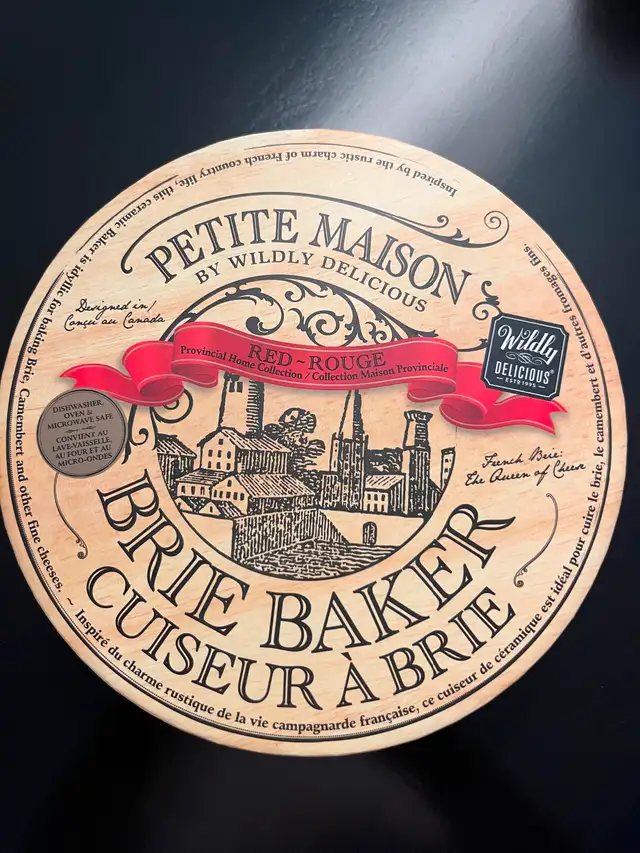 Inspired by the rustic charm of French country life, this ceramic Baker is idyllic for baking brie, Camembert and other fine cheeses. ~ Inspiré du charme rustique de la vie campagnarde française, ce cuiseur de céramique est idéal pour cuire le brie, le camembert et d'autres fromages fins.
PETITE MAISON
BY WILDLY DELICIOUS
Designed in/
Conçu au Canada
Wildly
DELICIOUS®
ESTD 1995
RED ~ ROUGE
Provincial Home Collection / Collection Maison Provinciale
DISHWASHER,
OVEN &
MICROWAVE SAFE
CONVIENT AU
LAVE-VAISSELLE,
AU FOUR ET AU
MICRO-ONDES
French Brie:
The Queen of Cheese
BRIE BAKER
CUISEUR À BRIE